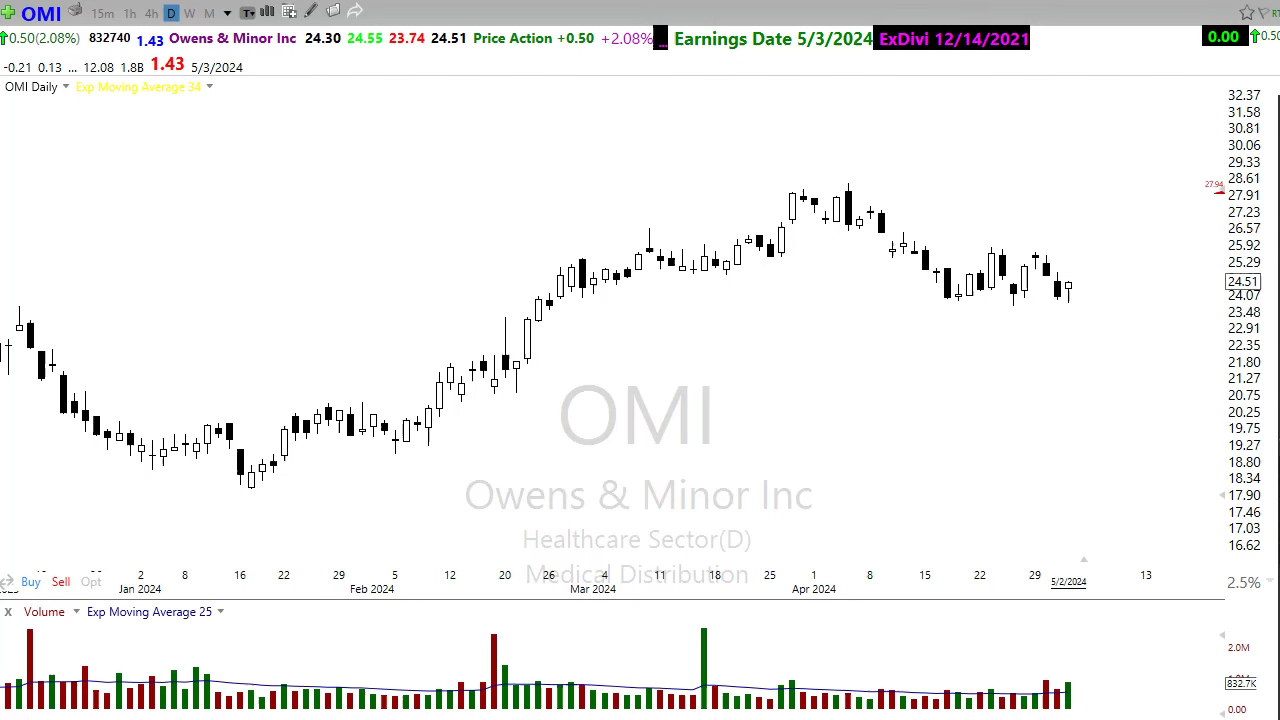 OMI 15m 1h 4h D W M T
0.50(2.08%) 832740 1.43 Owens & Minor Inc 24.30 24.55 23.74 24.51 Price Action +0.50 +2.08% ... Earnings Date 5/3/2024 ExDivi 12/14/2021 0.00
-0.21 0.13 ... 12.08 1.8B 1.43 5/3/2024
OMI Daily Exp Moving Average 34
32.37
31.58
30.81
30.06
29.33
28.61
27.94
27.91
27.23
26.57
25.92
25.29
24.51
24.07
23.48
22.91
22.35
21.80
21.27
20.75
20.25
19.75
19.27
18.80
18.34
17.90
17.46
17.03
16.62
OMI
Owens & Minor Inc
Healthcare Sector(D)
Medical Distribution
Buy Sell Opt 2 8 16 22 29 5 12 20 26 4 11 18 25 1 8 15 22 29 5/2/2024 13 2.5%
Jan 2024 Feb 2024 Mar 2024 Apr 2024
X Volume Exp Moving Average 25
2.0M
832.7K
0.00